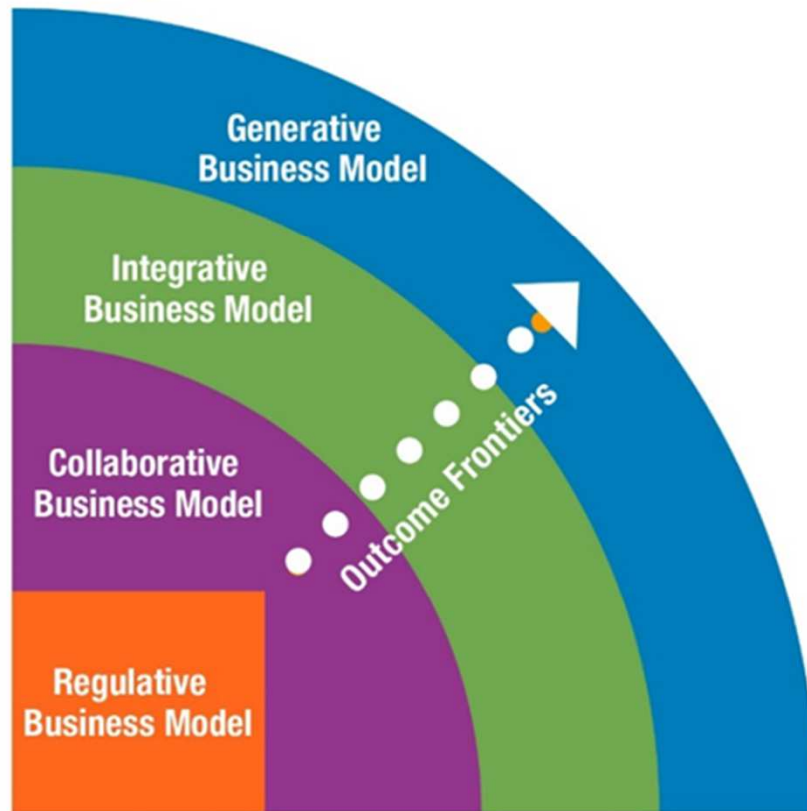 Generative
Business Model
Integrative
Business Model
Collaborative
Business Model
Outcome Frontiers
Regulative
Business Model